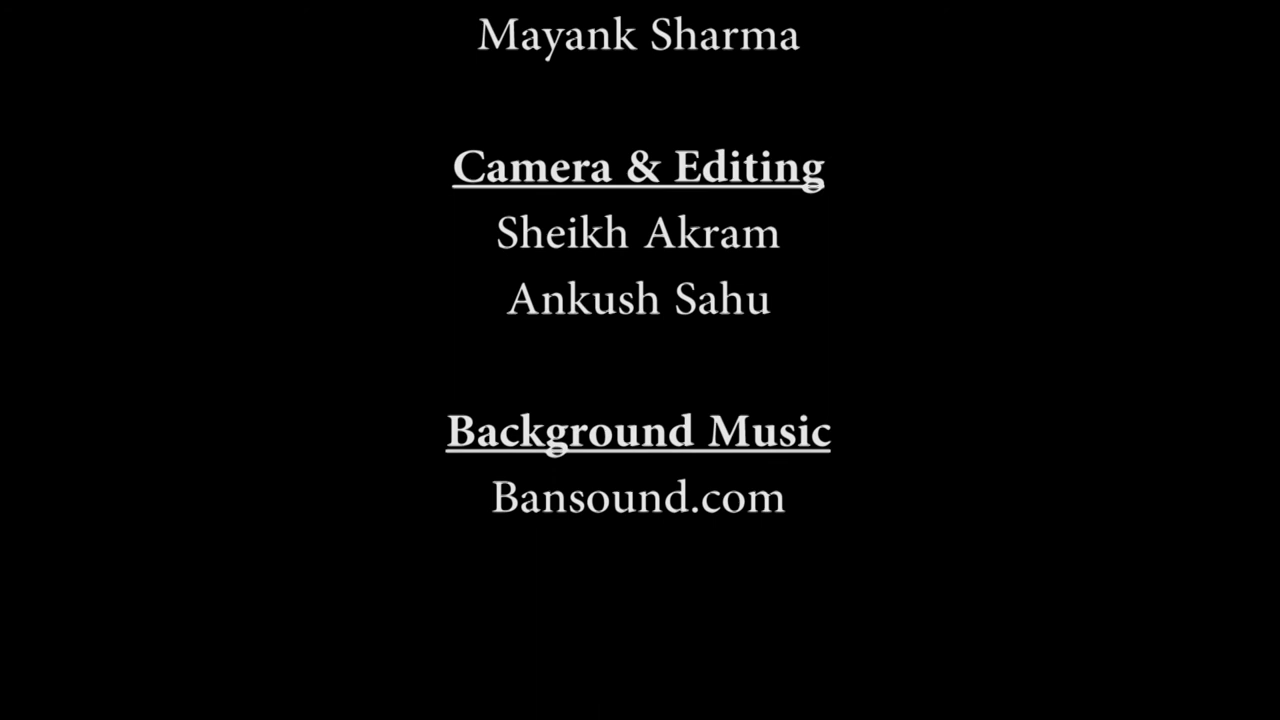 Mayank Sharma
Camera & Editing
Sheikh Akram
Ankush Sahu
Background Music
Bansound.com